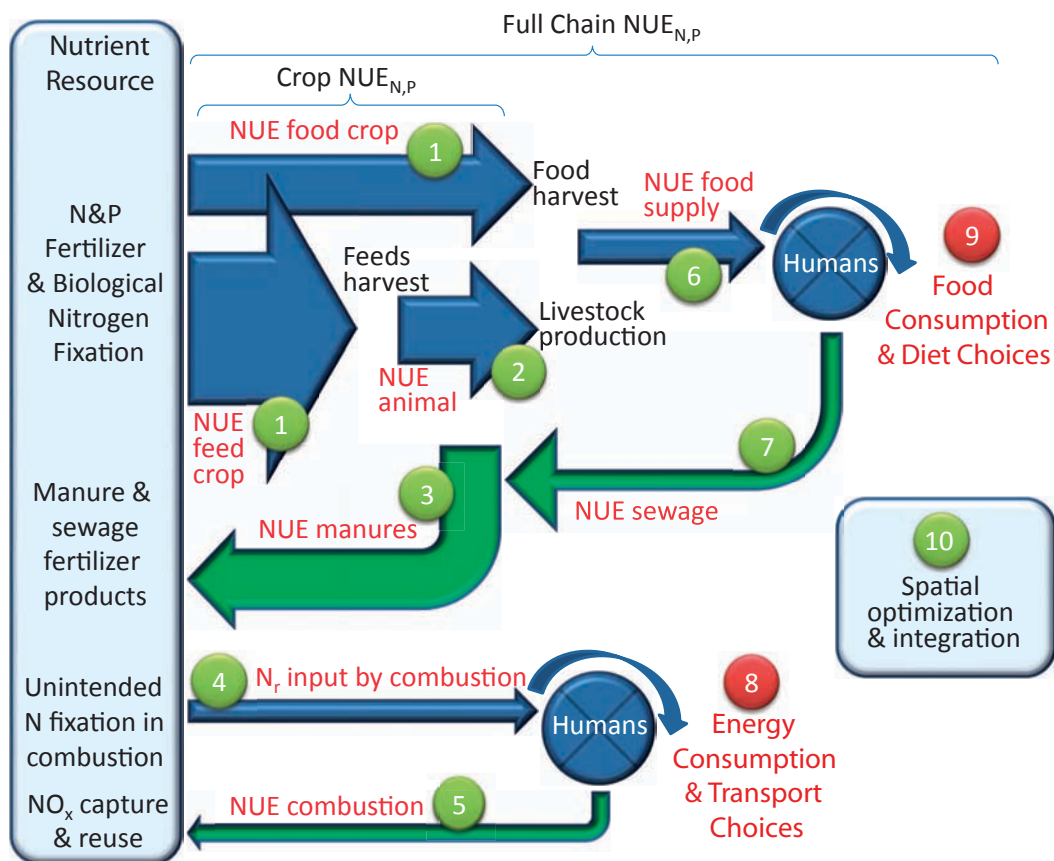 Full Chain NUEN,P
Nutrient
Resource
Crop NUEN,P
NUE food crop
1
Food
harvest
NUE food
supply
6
Humans
9
Food
Consumption
& Diet Choices
N&P
Fertilizer
& Biological
Nitrogen
Fixation
Feeds
harvest
Livestock
production
2
NUE
animal
1
NUE
feed
crop
7
NUE sewage
3
NUE manures
Manure &
sewage
fertilizer
products
10
Spatial
optimization
& integration
4
Nr input by combustion
Humans
8
Energy
Consumption
& Transport
Choices
Unintended
N fixation in
combustion
NUE combustion
5
NOx capture
& reuse